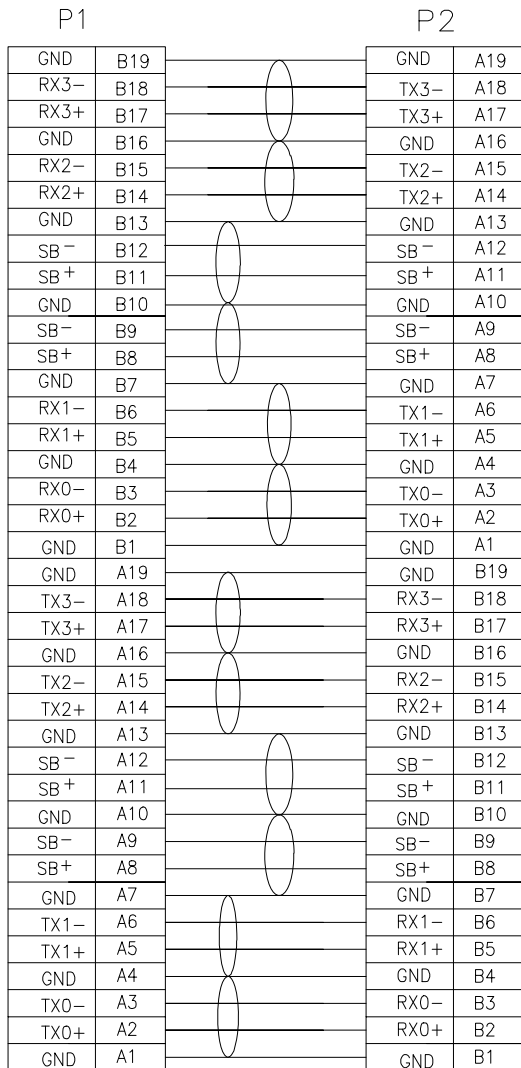 P1 P2
GND B19 GND A19
RX3- B18 TX3- A18
RX3+ B17 TX3+ A17
GND B16 GND A16
RX2- B15 TX2- A15
RX2+ B14 TX2+ A14
GND B13 GND A13
SB- B12 SB- A12
SB+ B11 SB+ A11
GND B10 GND A10
SB- B9 SB- A9
SB+ B8 SB+ A8
GND B7 GND A7
RX1- B6 TX1- A6
RX1+ B5 TX1+ A5
GND B4 GND A4
RX0- B3 TX0- A3
RX0+ B2 TX0+ A2
GND B1 GND A1
GND A19 GND B19
TX3- A18 RX3- B18
TX3+ A17 RX3+ B17
GND A16 GND B16
TX2- A15 RX2- B15
TX2+ A14 RX2+ B14
GND A13 GND B13
SB- A12 SB- B12
SB+ A11 SB+ B11
GND A10 GND B10
SB- A9 SB- B9
SB+ A8 SB+ B8
GND A7 GND B7
TX1- A6 RX1- B6
TX1+ A5 RX1+ B5
GND A4 GND B4
TX0- A3 RX0- B3
TX0+ A2 RX0+ B2
GND A1 GND B1